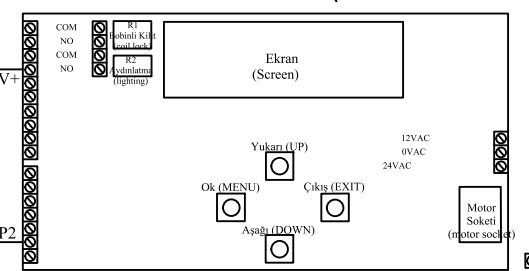 COM
NO
COM
NO
R1
Bobinli Kilit
(coil lock)
R2
Aydınlatma
(lighting)
Ekran
(Screen)
V+
12VAC
0VAC
24VAC
Yukarı (UP)
Ok (MENU)
Çıkış (EXIT)
Aşağı (DOWN)
Motor
Soketi
(motor socket)
P2